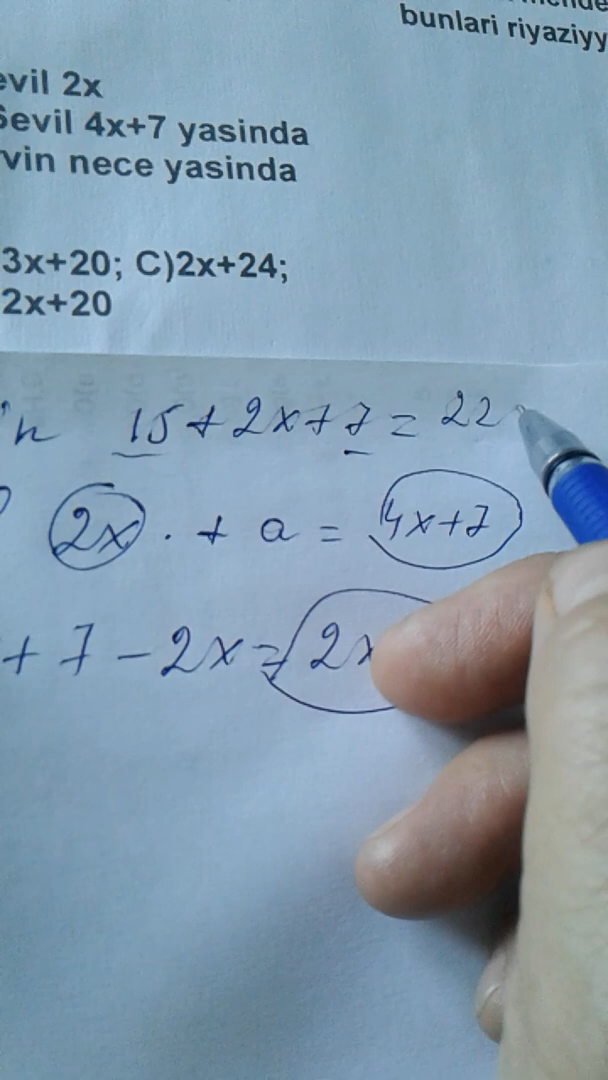 bunlari riyaziyy
evil 2x
Sevil 4x+7 yasinda
vin nece yasinda
3x+20; C)2x+24;
2x+20
15+2x+7=22
2x . + a = 4x+7
+7-2x=2x